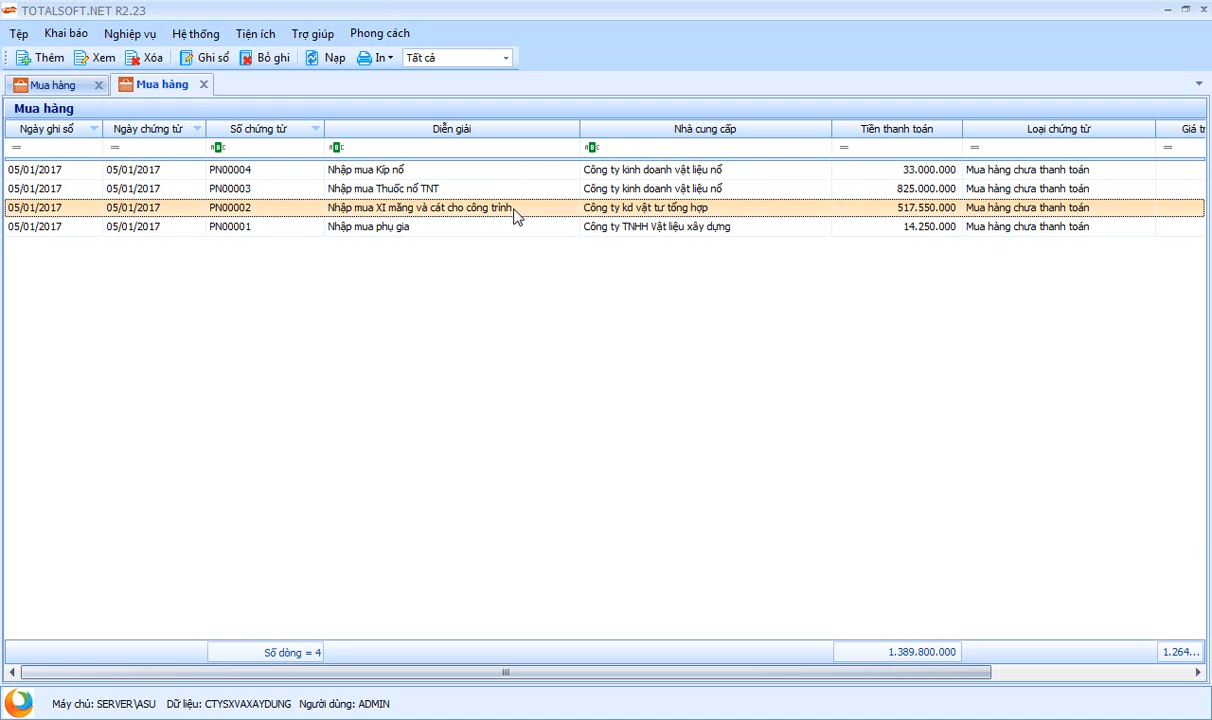 TOTALSOFT.NET R2.23
Tệp Khai báo Nghiệp vụ Hệ thống Tiện ích Trợ giúp Phong cách
Thêm Xem Xóa Ghi sổ Bỏ ghi Nạp In Tất cả
Mua hàng Mua hàng
Mua hàng
Ngày ghi sổ Ngày chứng từ Số chứng từ Diễn giải Nhà cung cấp Tiền thanh toán Loại chứng từ Giá tr
= = ABC ABC ABC = = =
05/01/2017 05/01/2017 PN00004 Nhập mua Kíp nổ Công ty kinh doanh vật liệu nổ 33.000.000 Mua hàng chưa thanh toán
05/01/2017 05/01/2017 PN00003 Nhập mua Thuốc nổ TNT Công ty kinh doanh vật liệu nổ 825.000.000 Mua hàng chưa thanh toán
05/01/2017 05/01/2017 PN00002 Nhập mua XI măng và cát cho công trình Công ty kd vật tư tổng hợp 517.550.000 Mua hàng chưa thanh toán
05/01/2017 05/01/2017 PN00001 Nhập mua phụ gia Công ty TNHH Vật liệu xây dựng 14.250.000 Mua hàng chưa thanh toán
Số dòng = 4 1.389.800.000 1.264...
Máy chủ: SERVER\ASU Dữ liệu: CTYSXVAXAYDUNG Người dùng: ADMIN